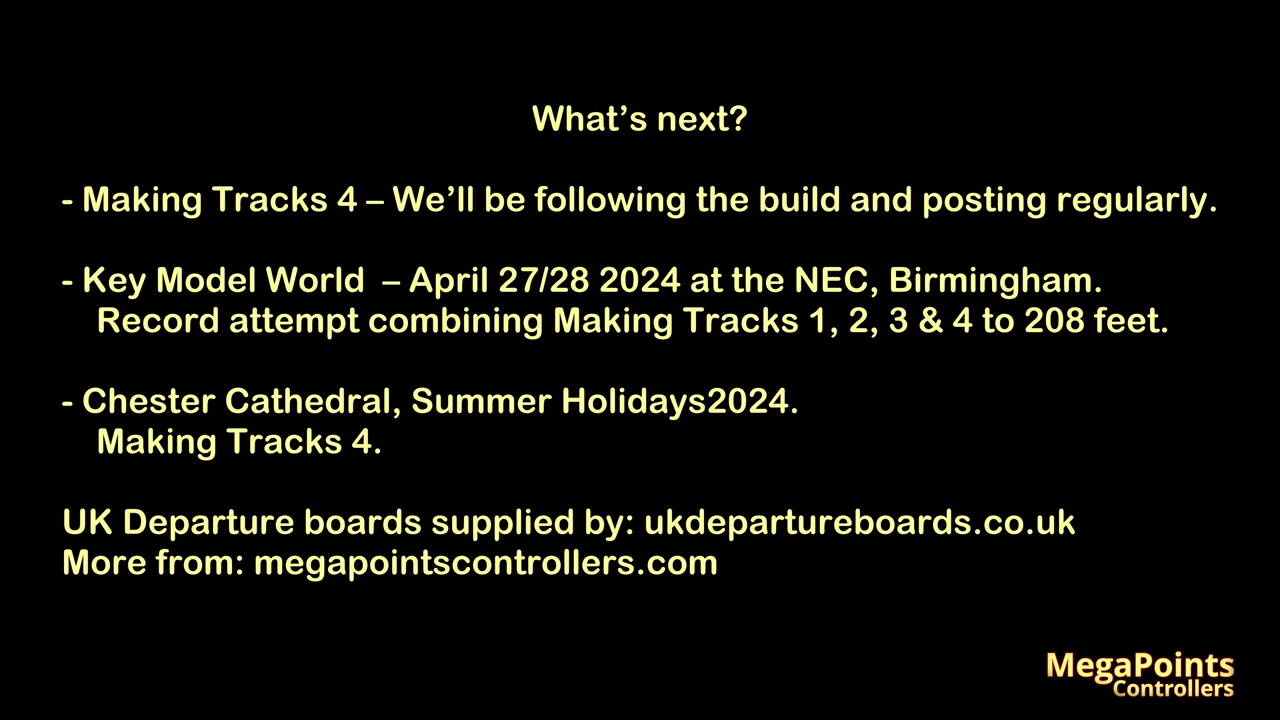 What’s next?
- Making Tracks 4 – We’ll be following the build and posting regularly.
- Key Model World – April 27/28 2024 at the NEC, Birmingham.
Record attempt combining Making Tracks 1, 2, 3 & 4 to 208 feet.
- Chester Cathedral, Summer Holidays2024.
Making Tracks 4.
UK Departure boards supplied by: ukdepartureboards.co.uk
More from: megapointscontrollers.com
MegaPoints
Controllers